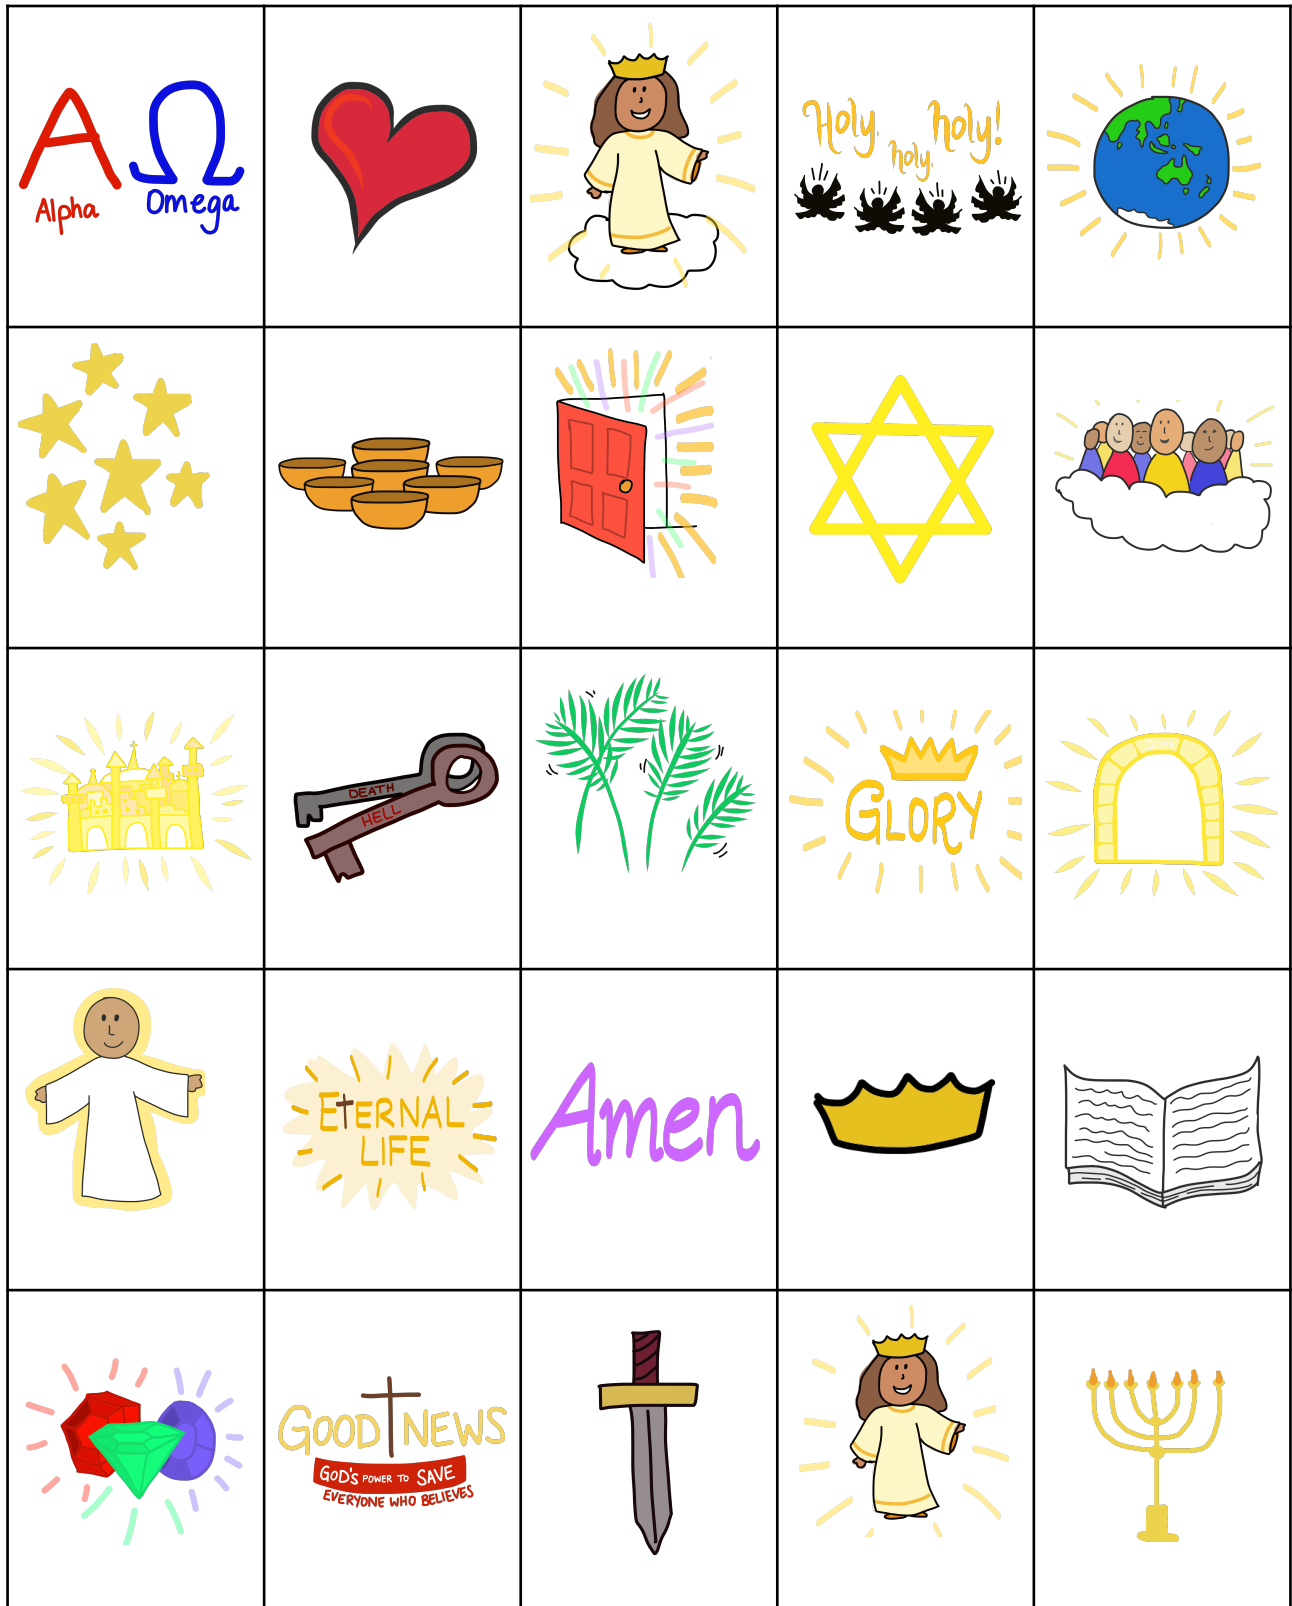 Α Ω
Alpha Omega
Holy, holy, holy!
DEATH
HELL
GLORY
ETERNAL
LIFE
Amen
GOOD NEWS
GOD'S POWER TO SAVE
EVERYONE WHO BELIEVES